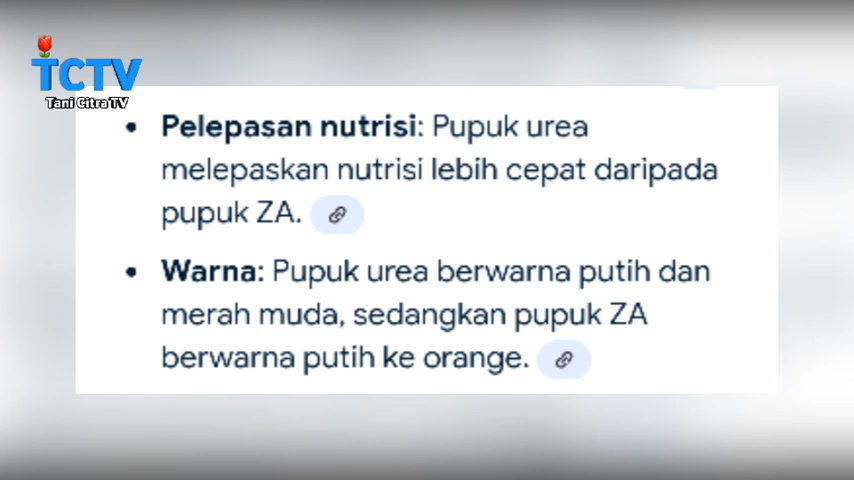 TCTV
Tani Citra TV
• Pelepasan nutrisi: Pupuk urea
melepaskan nutrisi lebih cepat daripada
pupuk ZA.
• Warna: Pupuk urea berwarna putih dan
merah muda, sedangkan pupuk ZA
berwarna putih ke orange.